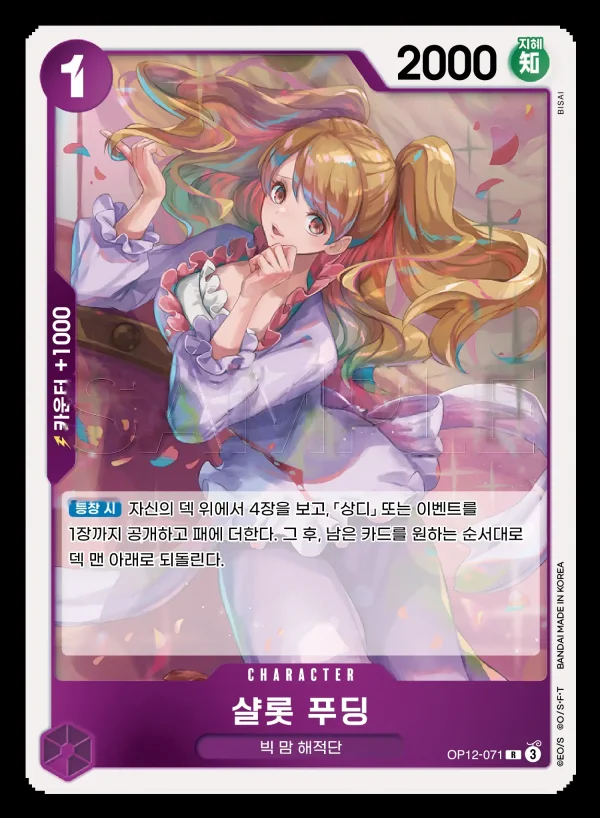 1
2000
지혜
知
BISAI
카운터 +1000
SAMPLE
등장 시 자신의 덱 위에서 4장을 보고, 「상디」 또는 이벤트를
1장까지 공개하고 패에 더한다. 그 후, 남은 카드를 원하는 순서대로
덱 맨 아래로 되돌린다.
CHARACTER
샬롯 푸딩
빅 맘 해적단
OP12-071 R 3
©EO/S ©O/S·F·T BANDAI MADE IN KOREA